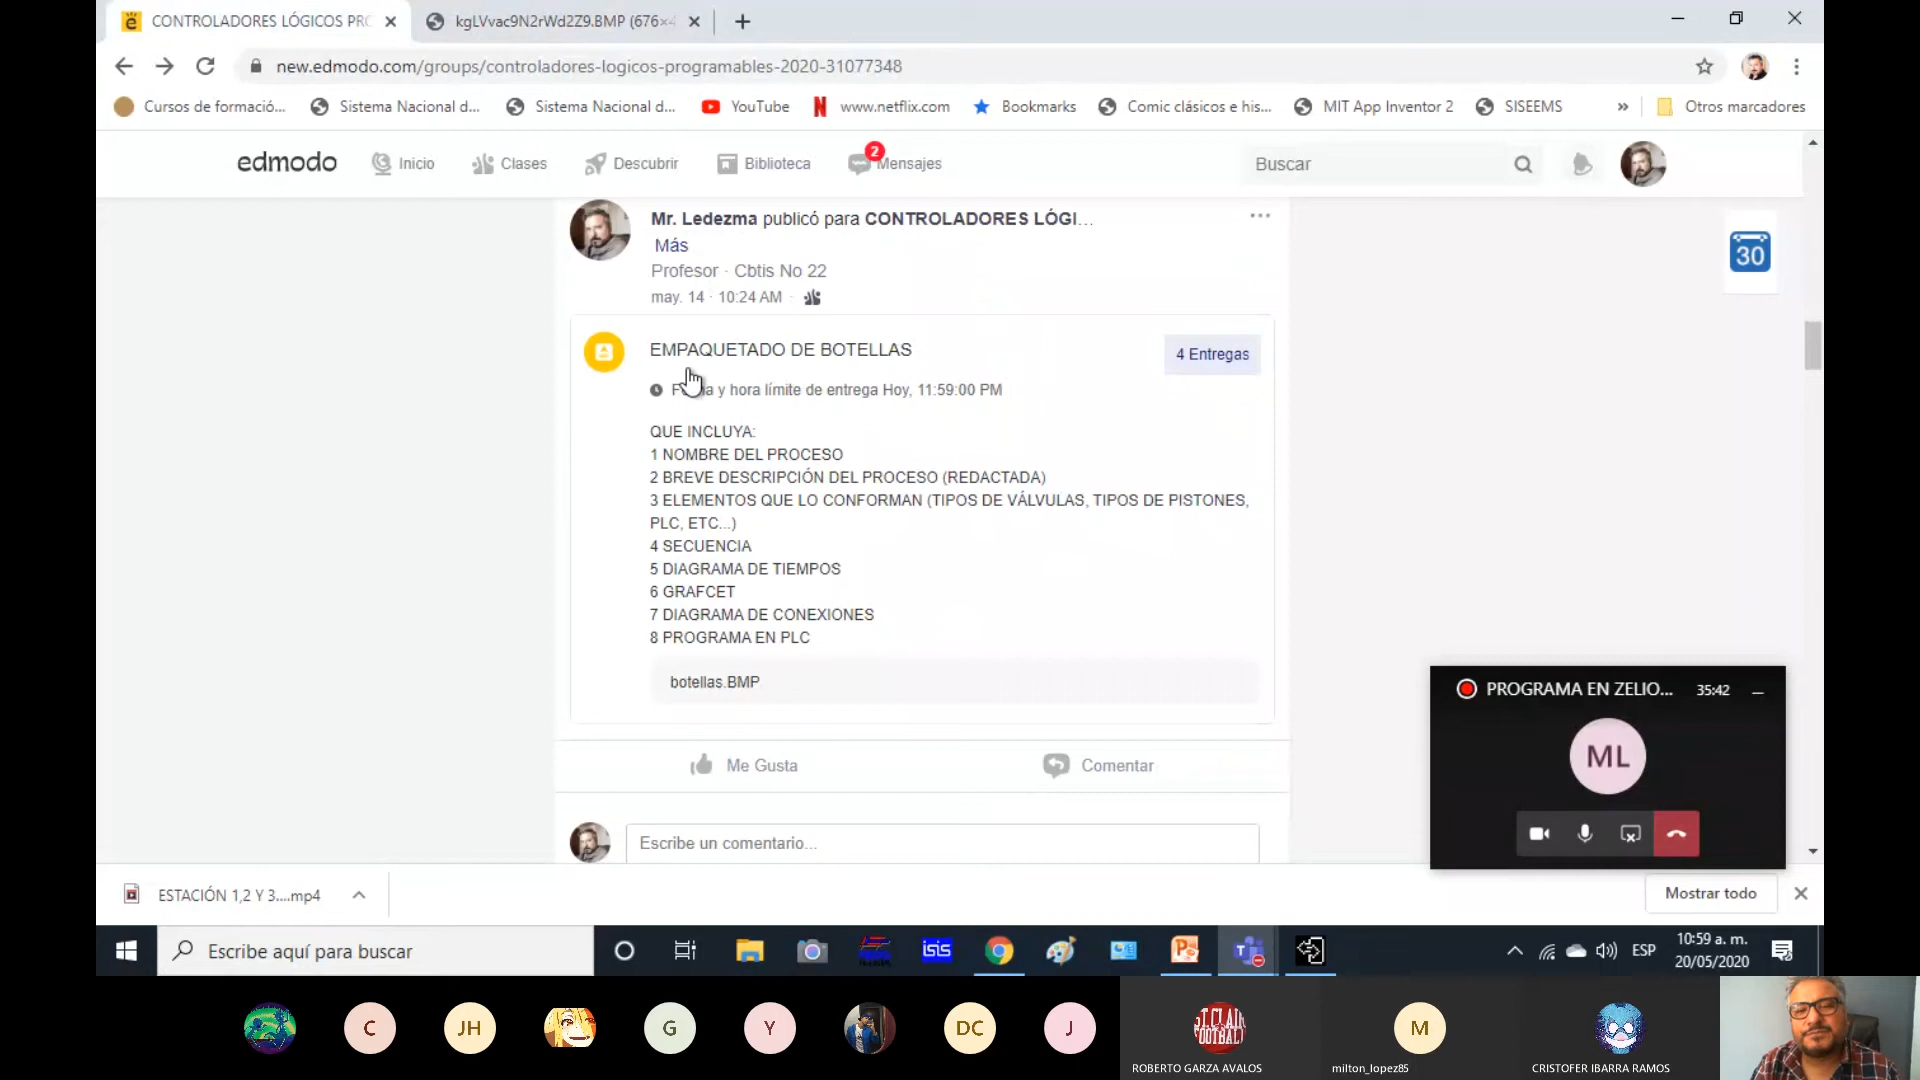 CONTROLADORES LÓGICOS PRO
kgLVvac9N2rWd2Z9.BMP (676×4
new.edmodo.com/groups/controladores-logicos-programables-2020-31077348
Cursos de formació...
Sistema Nacional d...
Sistema Nacional d...
YouTube
www.netflix.com
Bookmarks
Comic clásicos e his...
MIT App Inventor 2
SISEEMS
»
Otros marcadores
edmodo
Inicio
Clases
Descubrir
Biblioteca
2
Mensajes
Buscar
Mr. Ledezma publicó para CONTROLADORES LÓGI...
Más
Profesor · Cbtis No 22
may. 14 · 10:24 AM ·
30
EMPAQUETADO DE BOTELLAS
4 Entregas
y hora límite de entrega Hoy, 11:59:00 PM
QUE INCLUYA:
1 NOMBRE DEL PROCESO
2 BREVE DESCRIPCIÓN DEL PROCESO (REDACTADA)
3 ELEMENTOS QUE LO CONFORMAN (TIPOS DE VÁLVULAS, TIPOS DE PISTONES,
PLC, ETC...)
4 SECUENCIA
5 DIAGRAMA DE TIEMPOS
6 GRAFCET
7 DIAGRAMA DE CONEXIONES
8 PROGRAMA EN PLC
botellas.BMP
Me Gusta
Comentar
Escribe un comentario...
PROGRAMA EN ZELIO...
35:42
ML
ESTACIÓN 1,2 Y 3....mp4
Mostrar todo
Escribe aquí para buscar
isis
ESP
10:59 a. m.
20/05/2020
C
JH
G
Y
DC
J
M
ROBERTO GARZA AVALOS
milton_lopez85
CRISTOFER IBARRA RAMOS